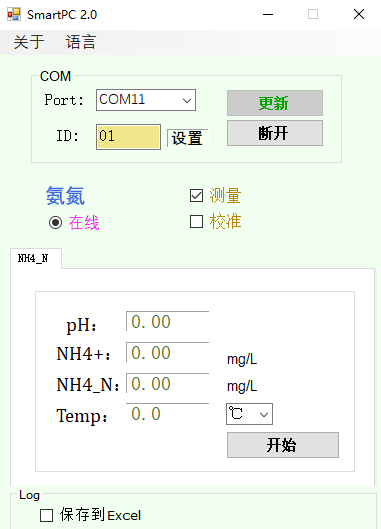 SmartPC 2.0
关于 语言
COM
Port: COM11 更新
ID: 01 设置 断开
氨氮 测量
在线 校准
NH4_N
pH: 0.00
NH4+: 0.00 mg/L
NH4_N: 0.00 mg/L
Temp: 0.0 ℃
开始
Log
保存到Excel